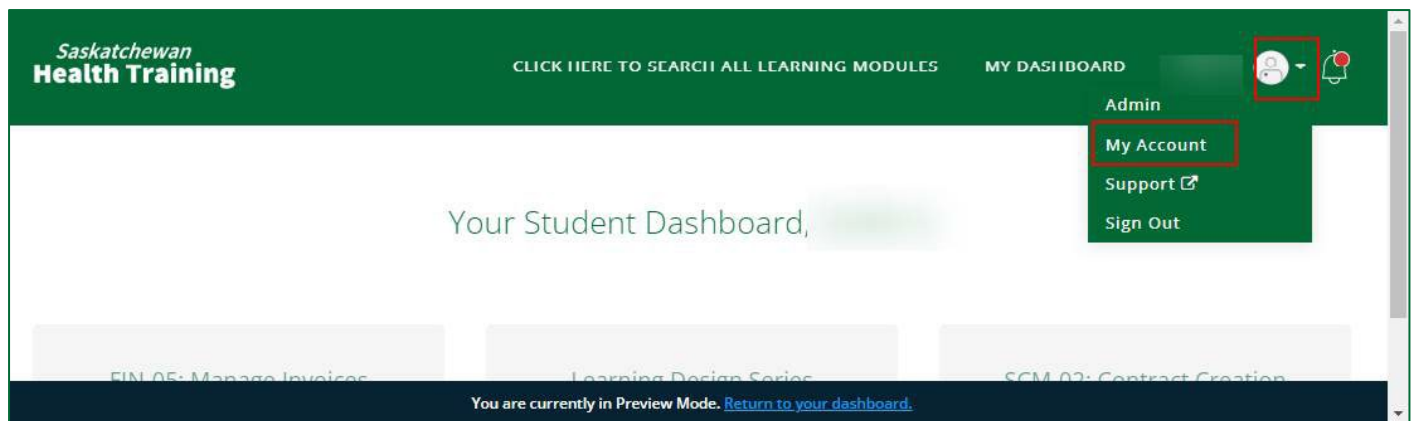 Saskatchewan
Health Training
CLICK HERE TO SEARCH ALL LEARNING MODULES
MY DASHBOARD
Admin
My Account
Support
Sign Out
Your Student Dashboard,
FIN-05: Manage Invoices
Learning Design Series
SCM-02: Contract Creation
You are currently in Preview Mode. Return to your dashboard.